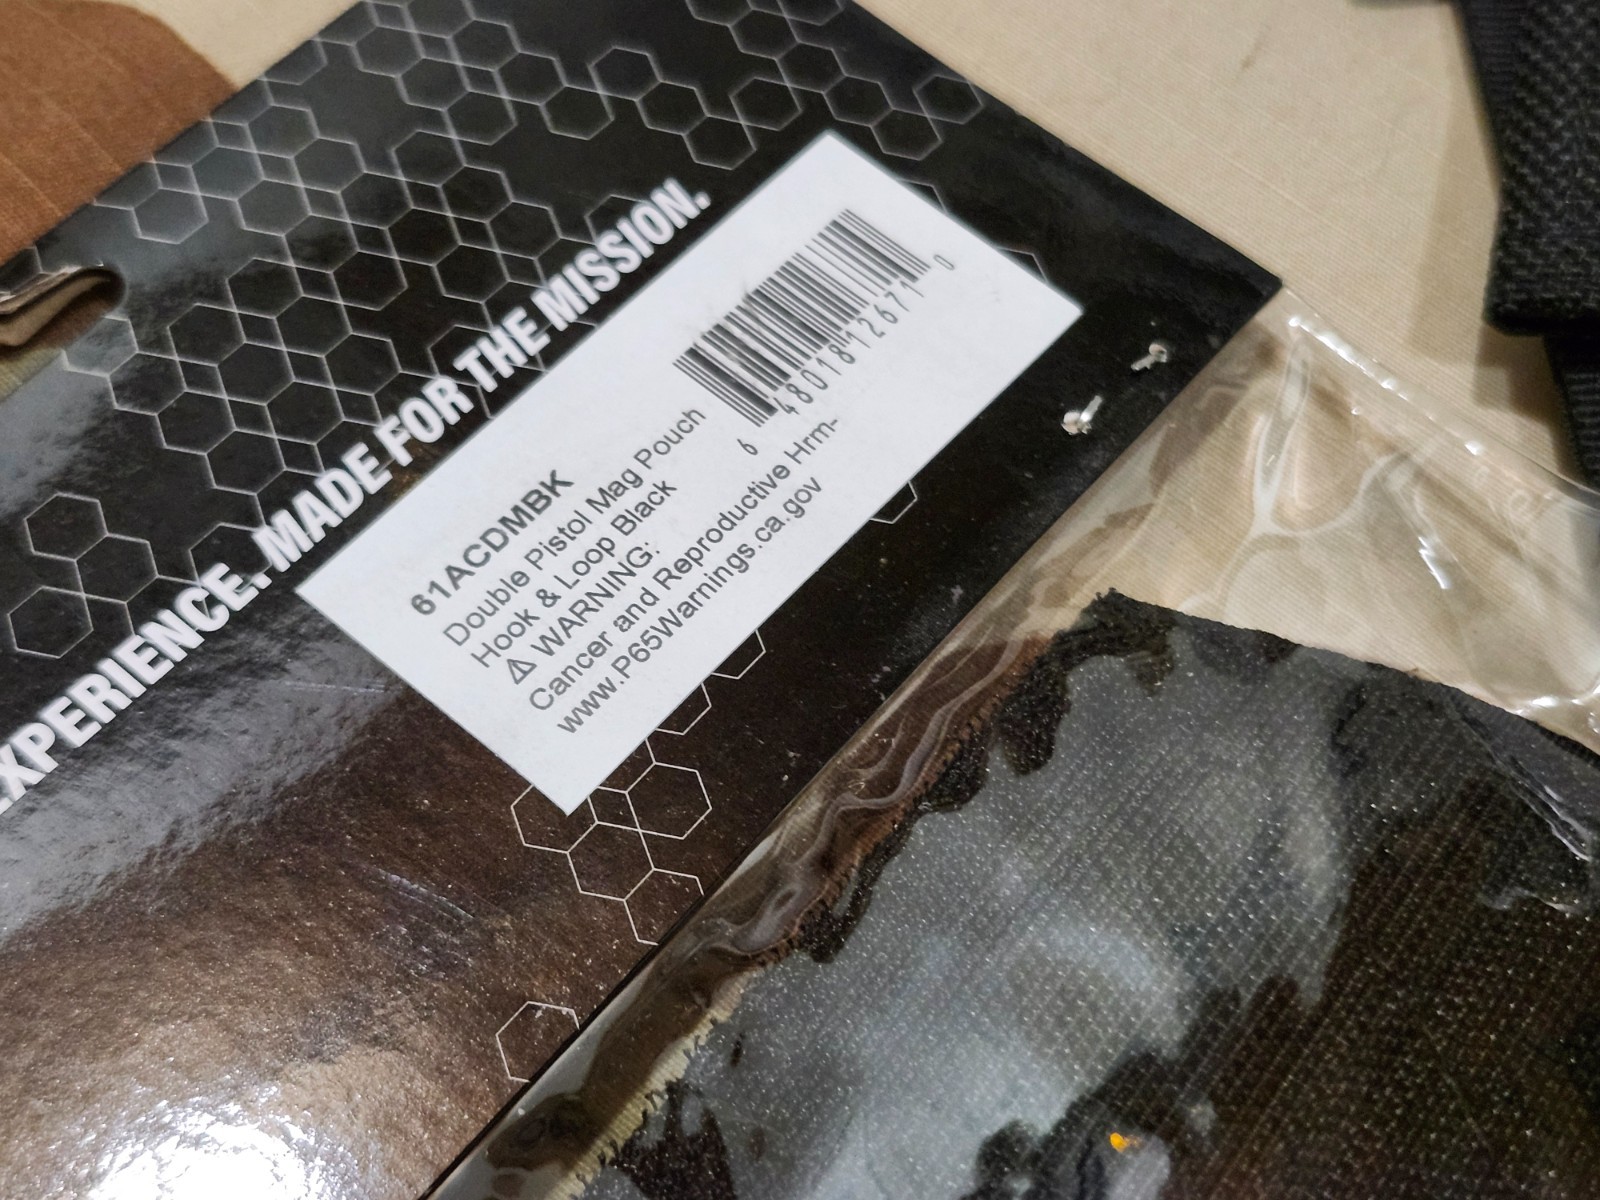 EXPERIENCE. MADE FOR THE MISSION.
6 48018 12671 0
61ACDMBK
Double Pistol Mag Pouch
Hook & Loop Black
⚠ WARNING:
Cancer and Reproductive Hrm-
www.P65Warnings.ca.gov